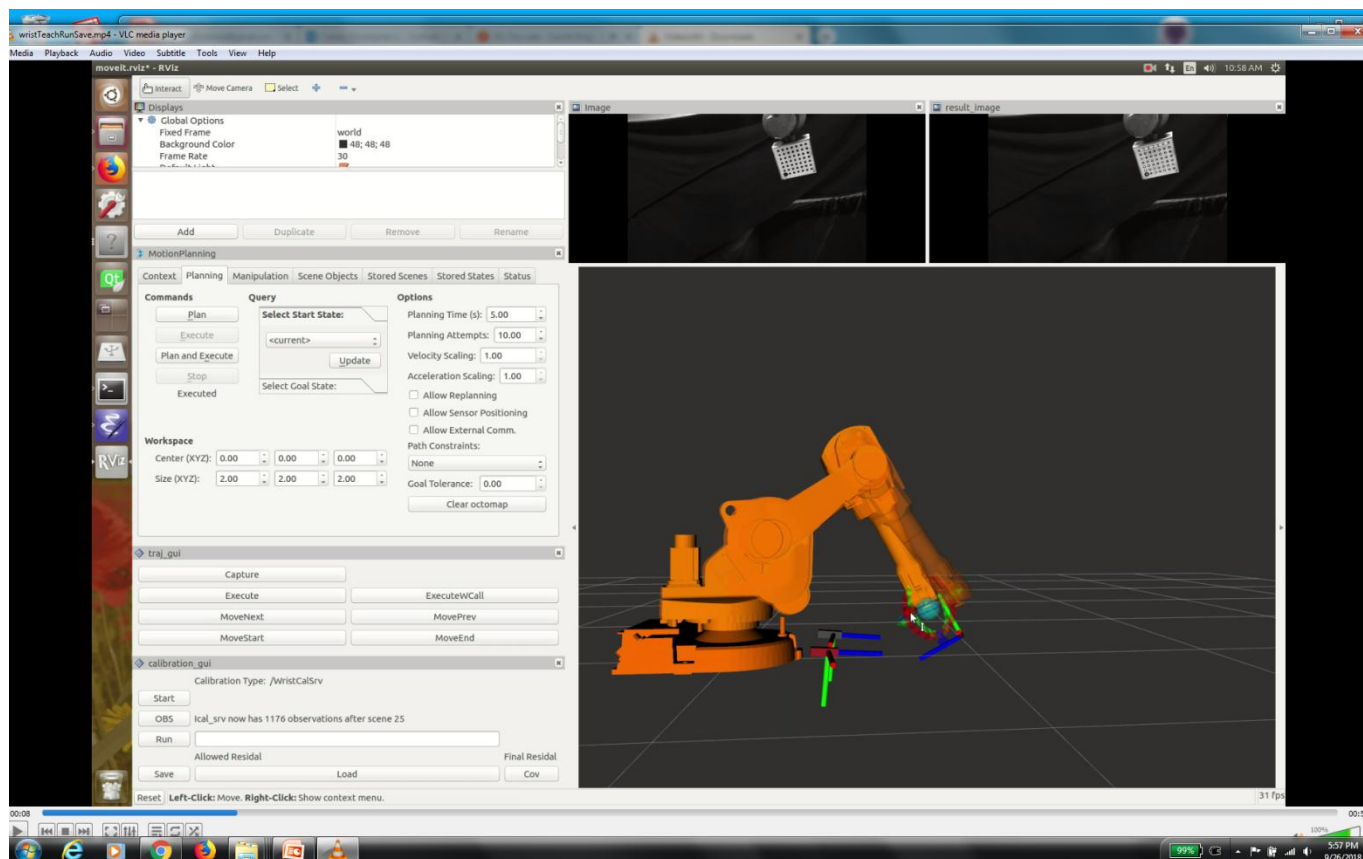 wristTeachRunSave.mp4 - VLC media player
Media Playback Audio Video Subtitle Tools View Help
moveit.rviz* - RViz
En 10:58 AM
Interact Move Camera Select
Displays
Image
result_image
Global Options
Fixed Frame world
Background Color 48; 48; 48
Frame Rate 30
Add Duplicate Remove Rename
MotionPlanning
Context Planning Manipulation Scene Objects Stored Scenes Stored States Status
Commands Query Options
Plan Select Start State: Planning Time (s): 5.00
Execute <current> Planning Attempts: 10.00
Plan and Execute Update Velocity Scaling: 1.00
Stop Select Goal State: Acceleration Scaling: 1.00
Executed Allow Replanning
Allow Sensor Positioning
Allow External Comm.
Workspace Path Constraints:
Center (XYZ): 0.00 0.00 0.00 None
Size (XYZ): 2.00 2.00 2.00 Goal Tolerance: 0.00
Clear octomap
traj_gui
Capture
Execute ExecuteWCall
MoveNext MovePrev
MoveStart MoveEnd
calibration_gui
Calibration Type: /WristCalSrv
Start
OBS Ical_srv now has 1176 observations after scene 25
Run
Allowed Residal Final Residal
Save Load Cov
Reset Left-Click: Move. Right-Click: Show context menu. 31 fps
00:08
100%
99% 5:57 PM
9/26/2018
Qt
RViz